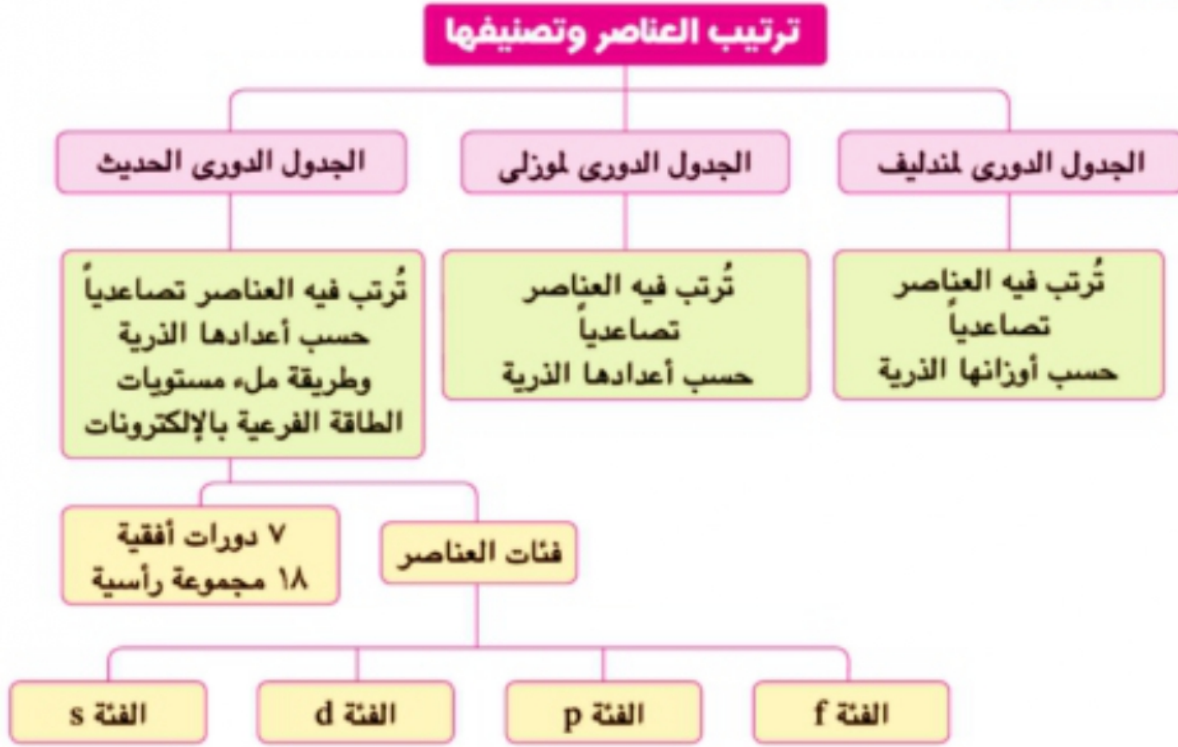 ترتيب العناصر وتصنيفها
الجدول الدورى لمندليف
الجدول الدورى لموزلى
الجدول الدورى الحديث
تُرتب فيه العناصر
تصاعدياً
حسب أوزانها الذرية
تُرتب فيه العناصر
تصاعدياً
حسب أعدادها الذرية
تُرتب فيه العناصر تصاعدياً
حسب أعدادها الذرية
وطريقة ملء مستويات
الطاقة الفرعية بالإلكترونات
فئات العناصر
٧ دورات أفقية
١٨ مجموعة رأسية
الفئة f
الفئة p
الفئة d
الفئة s